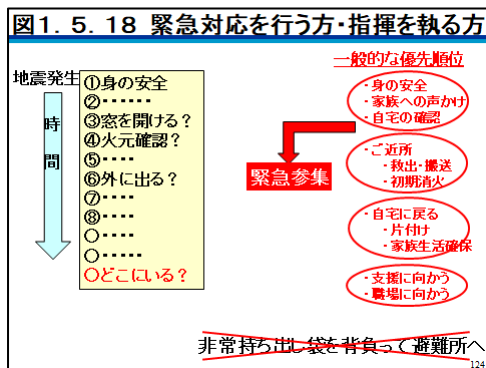 図1.5.18 緊急対応を行う方・指揮を執る方
地震発生
時
間
①身の安全
②‥‥‥
③窓を開ける？
④火元確認？
⑤‥‥
⑥外に出る？
⑦‥‥
⑧‥‥
○‥‥
○‥‥
○どこにいる？
緊急参集
一般的な優先順位
・身の安全
・家族への声かけ
・自宅の確認
・ご近所
・救出・搬送
・初期消火
・自宅に戻る
・片付け
・家族生活確保
・支援に向かう
・職場に向かう
非常持ち出し袋を背負って避難所へ
124